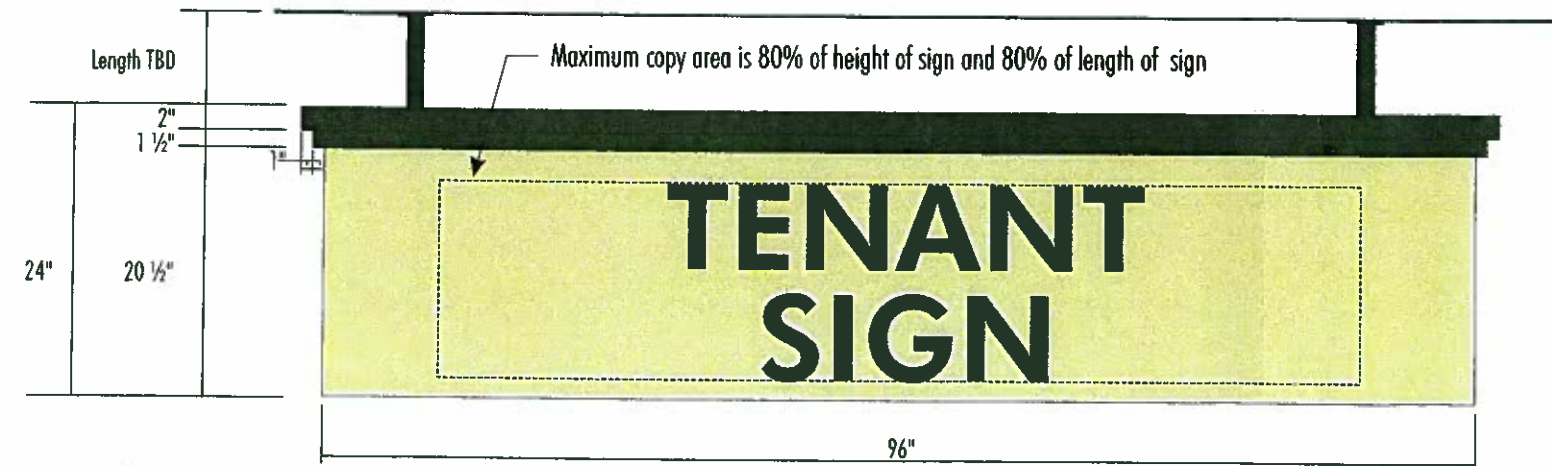 Length TBD
Maximum copy area is 80% of height of sign and 80% of length of sign
2"
1 ½"
1"
24"
20 ½"
TENANT
SIGN
96"